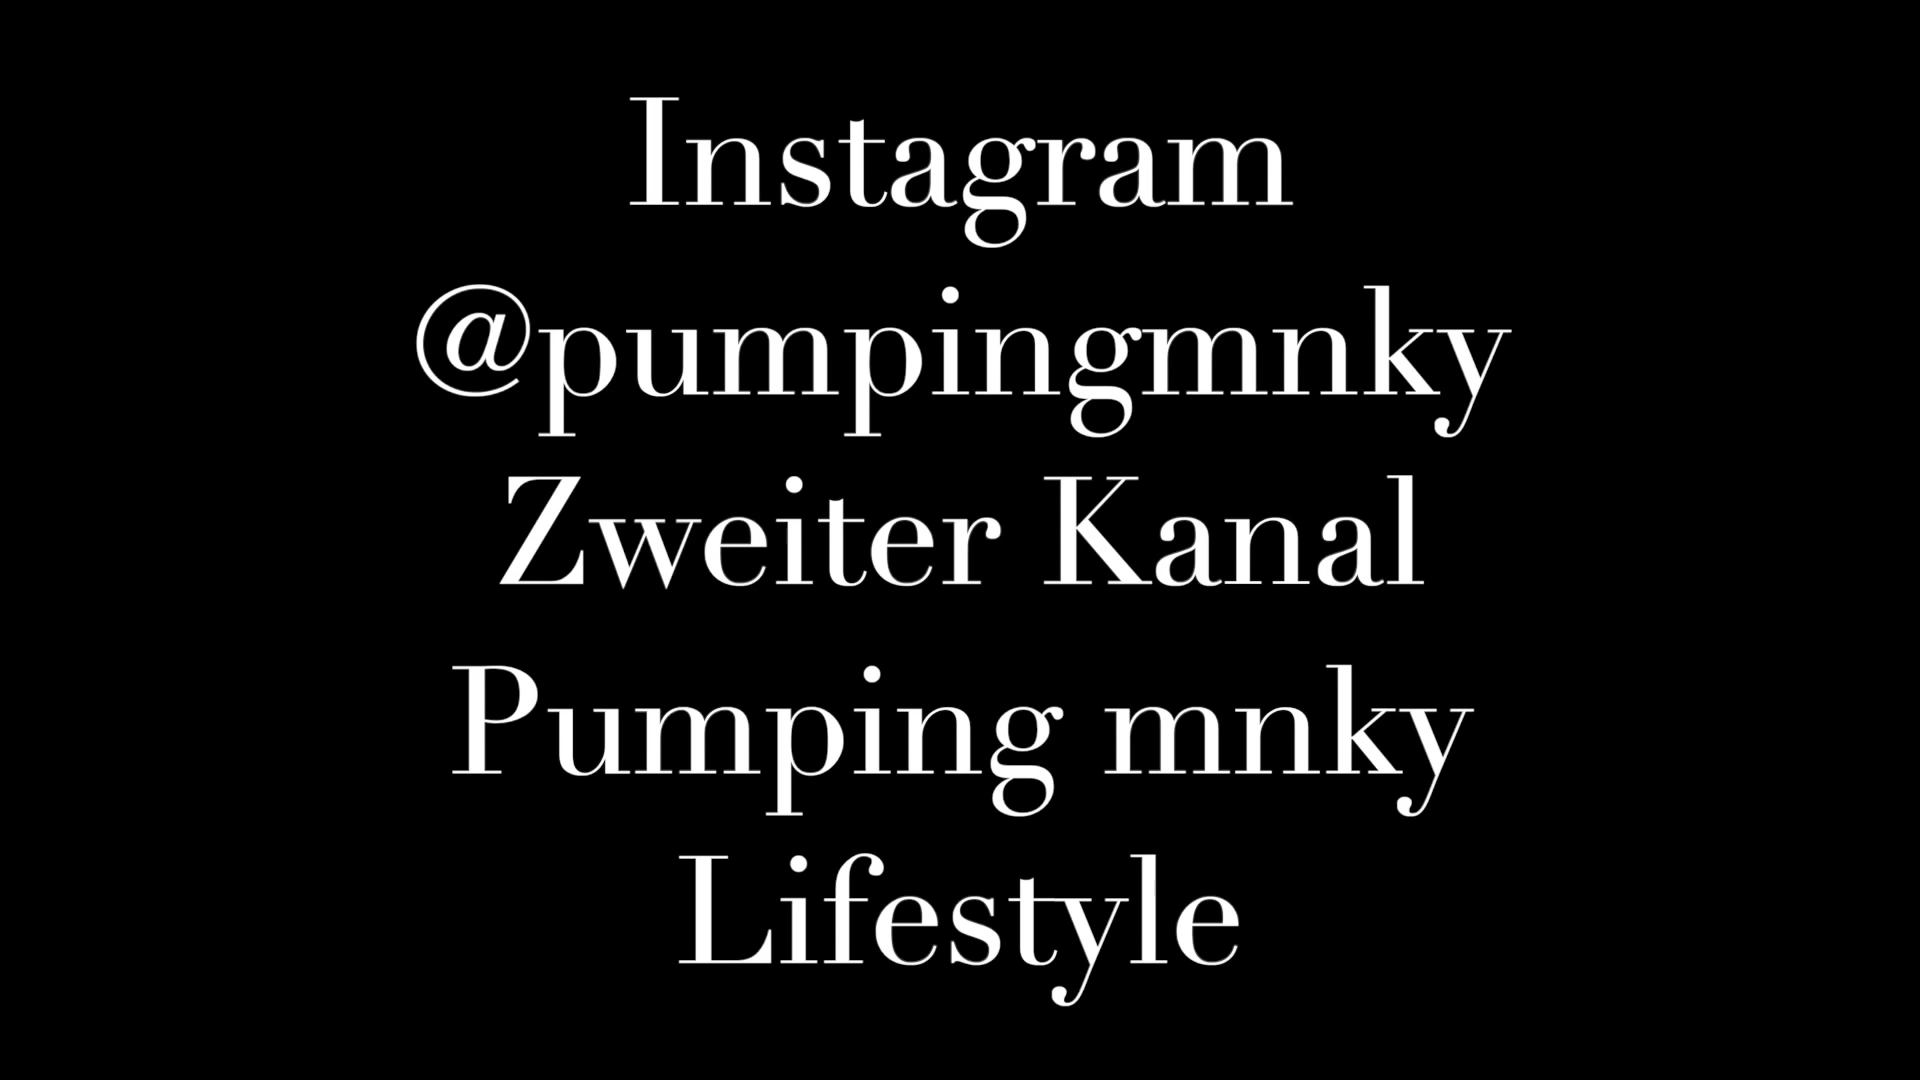 Instagram
@pumpingmnky
Zweiter Kanal
Pumping mnky
Lifestyle